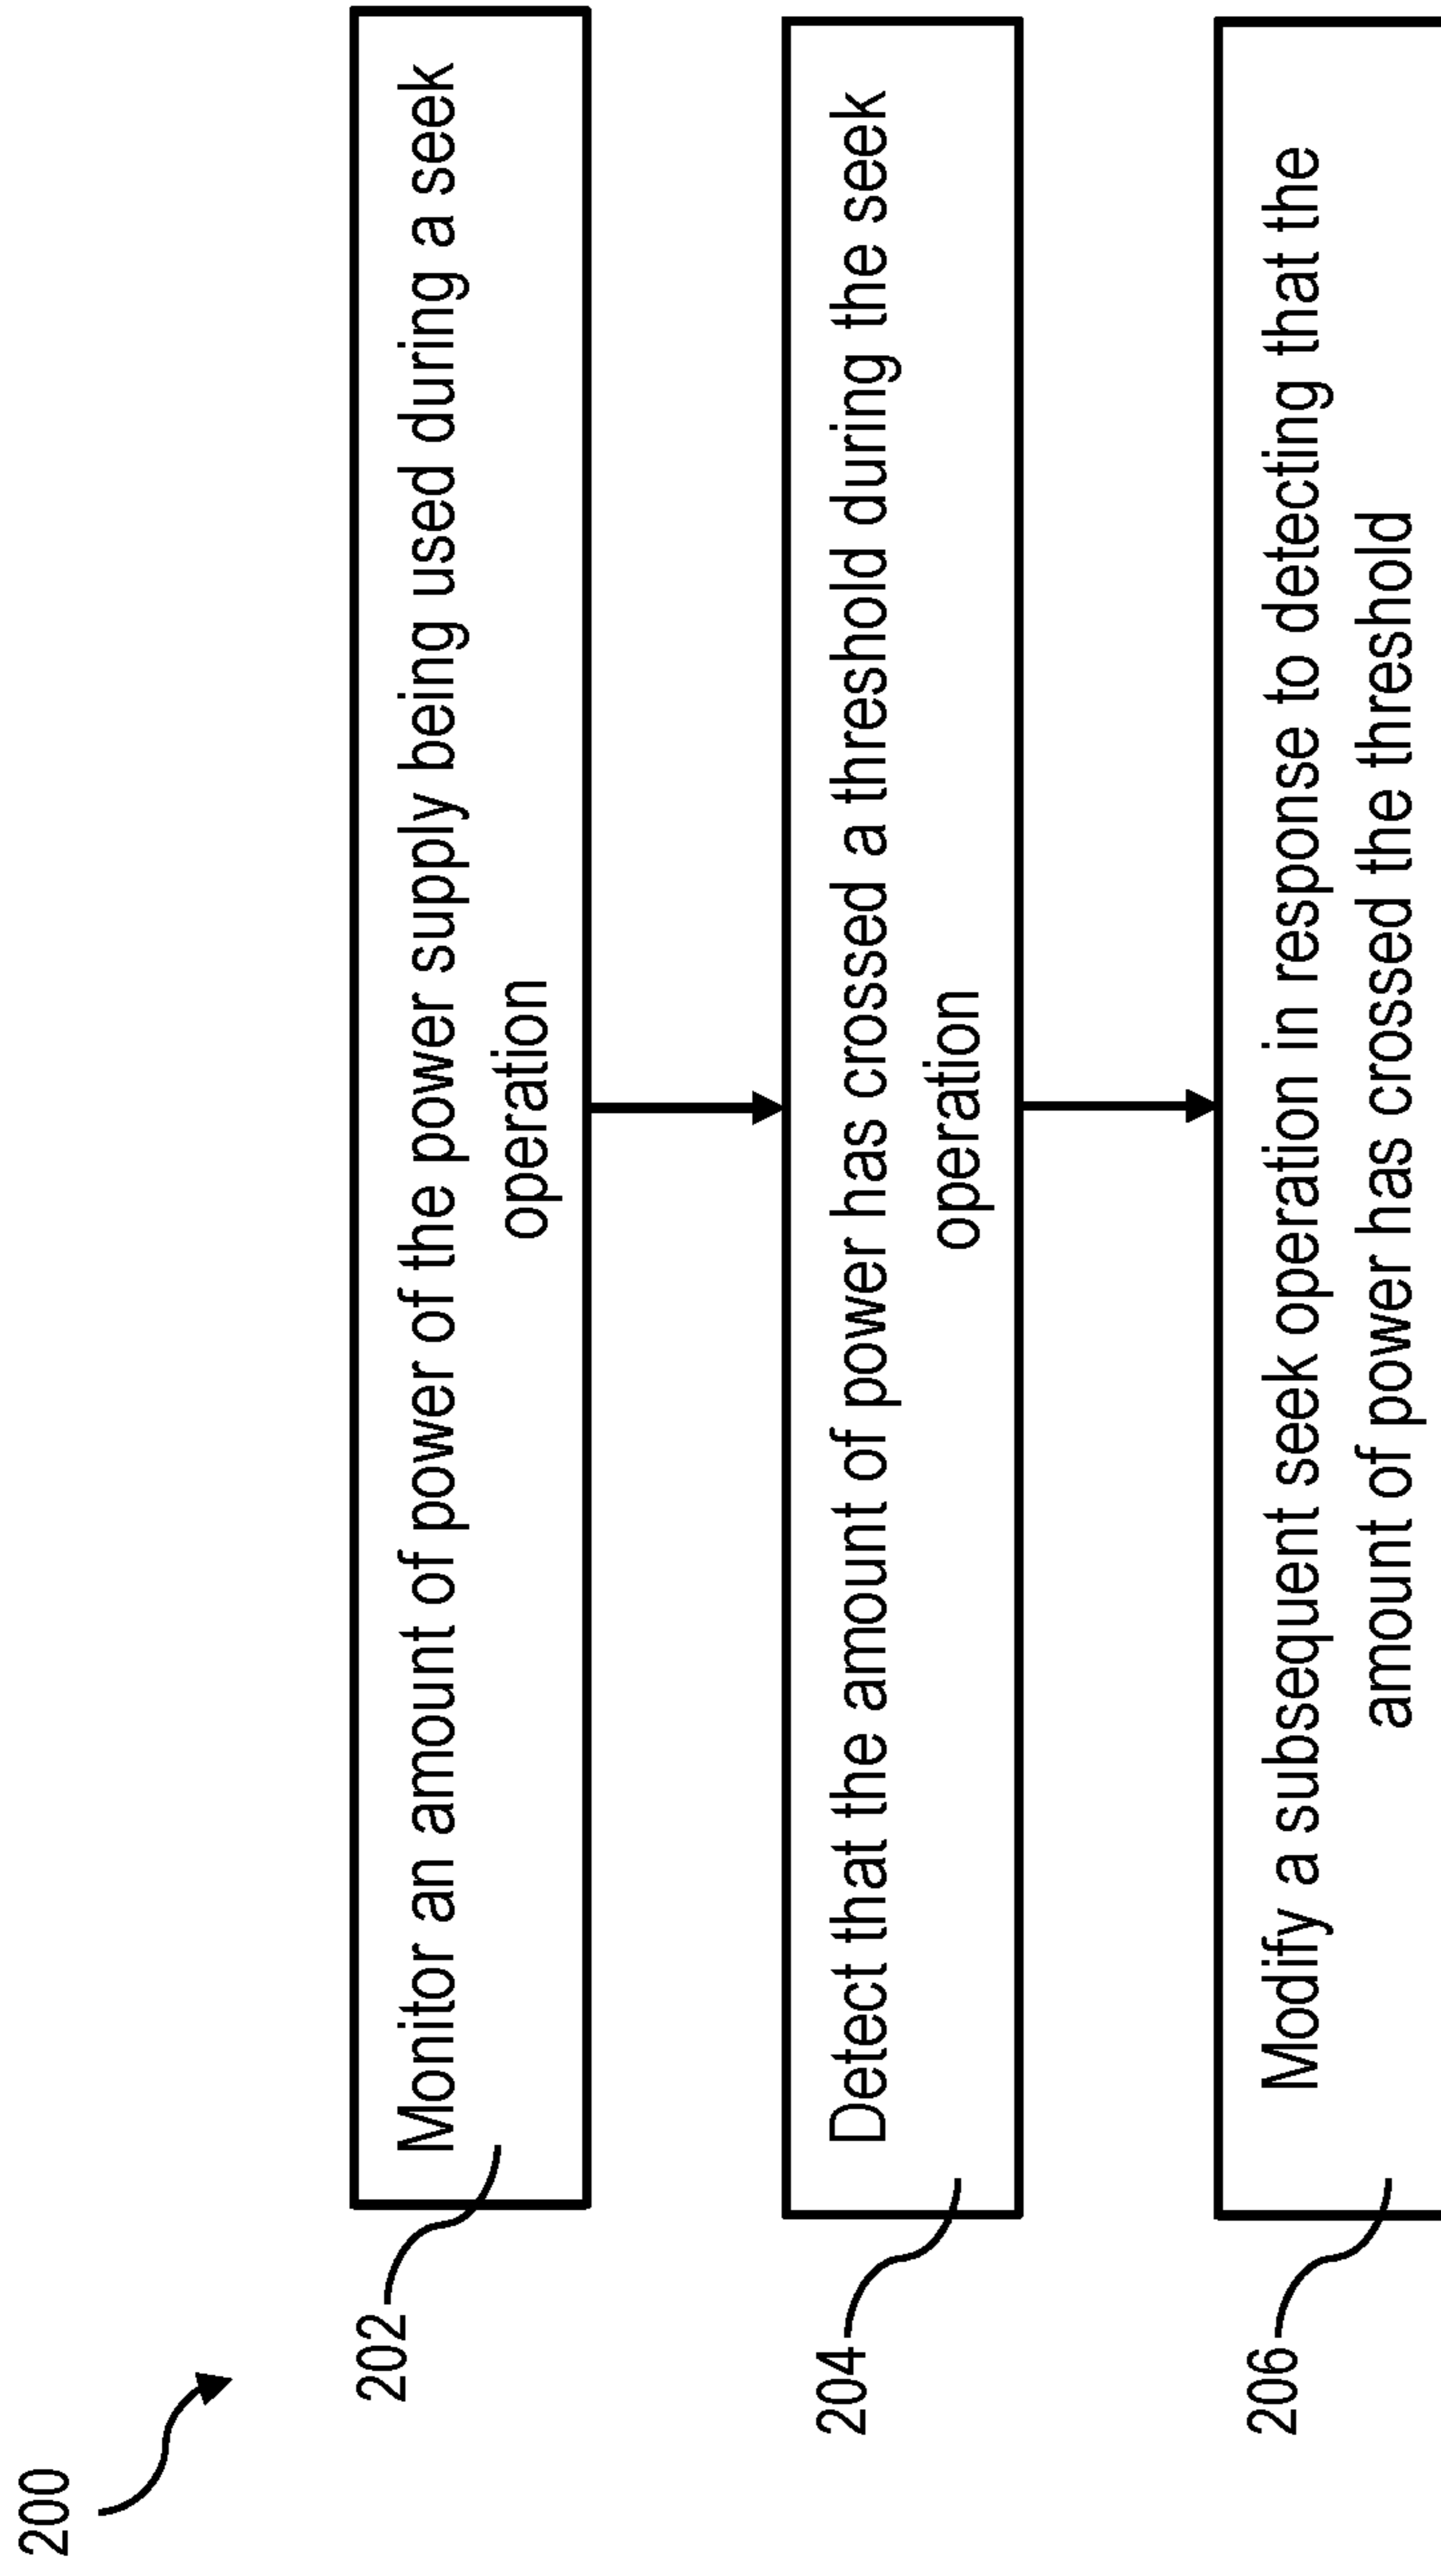 200
202
Monitor an amount of power of the power supply being used during a seek
operation
204
Detect that the amount of power has crossed a threshold during the seek
operation
206
Modify a subsequent seek operation in response to detecting that the
amount of power has crossed the threshold